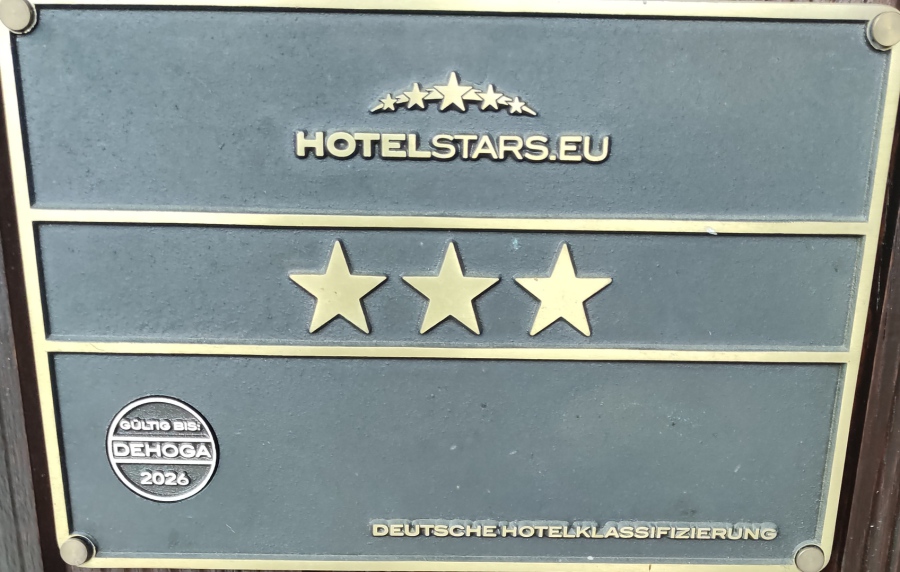 HOTELSTARS.EU
GÜLTIG BIS:
DEHOGA
2026
DEUTSCHE HOTELKLASSIFIZIERUNG